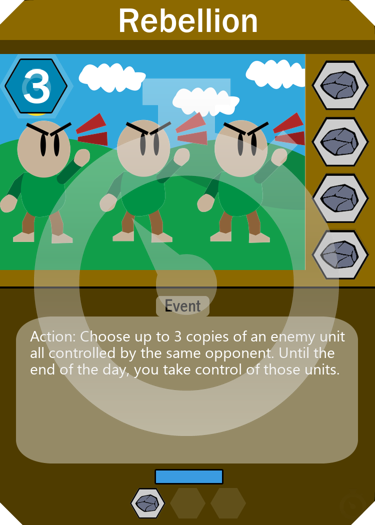 Rebellion
3
Event
Action: Choose up to 3 copies of an enemy unit
all controlled by the same opponent. Until the
end of the day, you take control of those units.